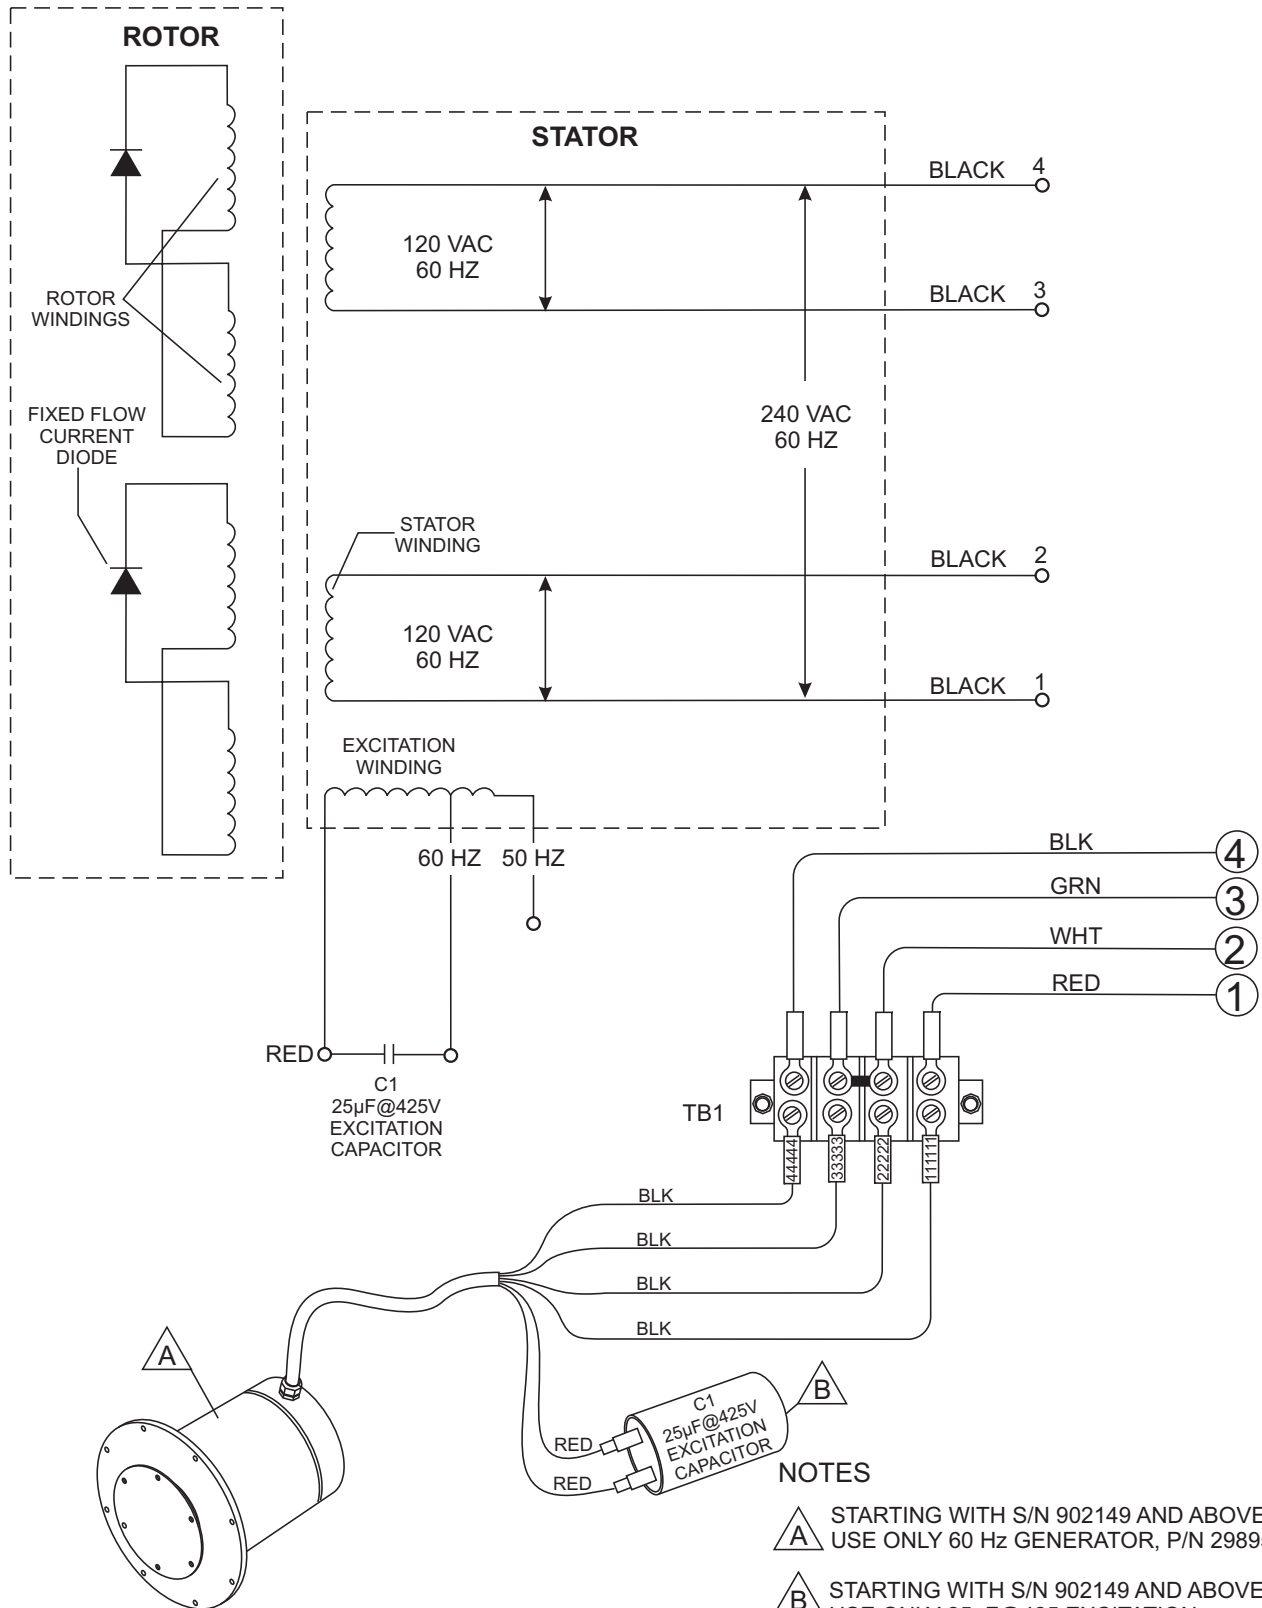 ROTOR
ROTOR
WINDINGS
FIXED FLOW
CURRENT
DIODE
STATOR
120 VAC
60 HZ
BLACK 4
BLACK 3
240 VAC
60 HZ
STATOR
WINDING
120 VAC
60 HZ
BLACK 2
BLACK 1
EXCITATION
WINDING
60 HZ 50 HZ
RED
C1
25µF@425V
EXCITATION
CAPACITOR
BLK 4
GRN 3
WHT 2
RED 1
TB1
44444 33333 22222 111111
BLK
BLK
BLK
BLK
A
B
C1
25µF@425V
EXCITATION
CAPACITOR
RED
RED
NOTES
A STARTING WITH S/N 902149 AND ABOVE
USE ONLY 60 Hz GENERATOR, P/N
B STARTING WITH S/N 902149 AND ABOVE